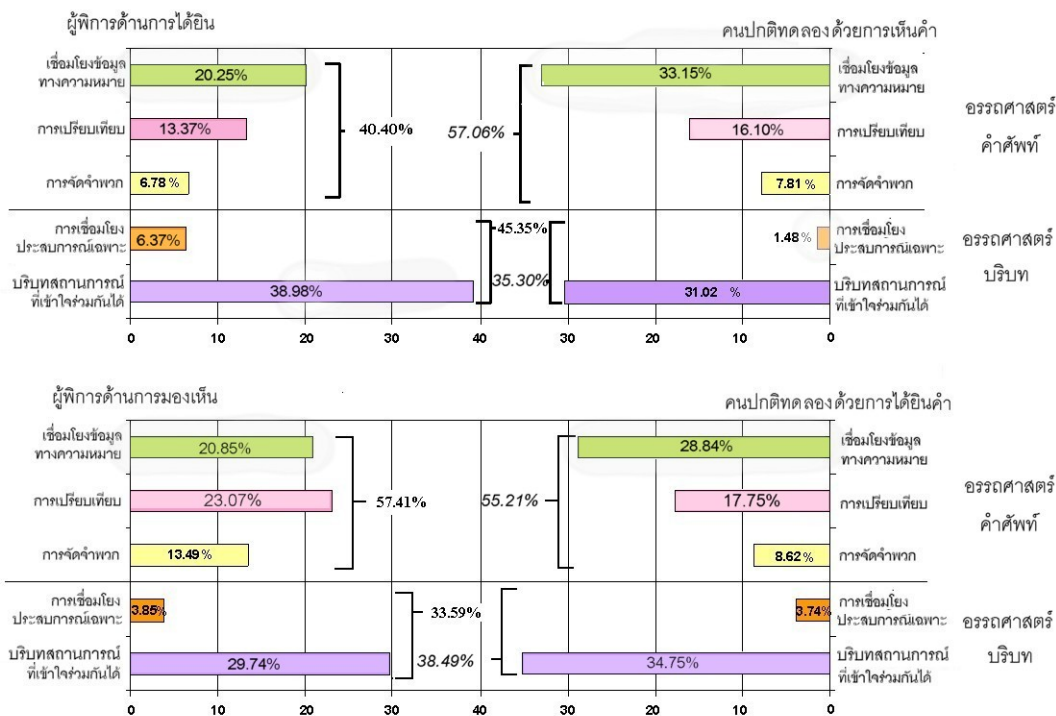 ผู้พิการด้านการได้ยิน
คนปกติทดลองด้วยการเห็นคำ
เชื่อมโยงข้อมูล
ทางความหมาย
20.25%
33.15%
เชื่อมโยงข้อมูล
ทางความหมาย
การเปรียบเทียบ
13.37%
40.40%
57.06%
16.10%
การเปรียบเทียบ
อรรถศาสตร์
คำศัพท์
การจัดจำพวก
6.78 %
7.81 %
การจัดจำพวก
การเชื่อมโยง
ประสบการณ์เฉพาะ
6.37%
45.35%
1.48 %
การเชื่อมโยง
ประสบการณ์เฉพาะ
อรรถศาสตร์
บริบท
บริบทสถานการณ์
ที่เข้าใจร่วมกันได้
38.98%
35.30%
31.02 %
บริบทสถานการณ์
ที่เข้าใจร่วมกันได้
0 10 20 30 40 30 20 10 0
ผู้พิการด้านการมองเห็น
คนปกติทดลองด้วยการได้ยินคำ
เชื่อมโยงข้อมูล
ทางความหมาย
20.85%
28.84%
เชื่อมโยงข้อมูล
ทางความหมาย
การเปรียบเทียบ
23.07%
57.41%
55.21%
17.75%
การเปรียบเทียบ
อรรถศาสตร์
คำศัพท์
การจัดจำพวก
13.49 %
8.62 %
การจัดจำพวก
การเชื่อมโยง
ประสบการณ์เฉพาะ
3.85%
33.59%
3.74%
การเชื่อมโยง
ประสบการณ์เฉพาะ
อรรถศาสตร์
บริบท
บริบทสถานการณ์
ที่เข้าใจร่วมกันได้
29.74%
38.49%
34.75%
บริบทสถานการณ์
ที่เข้าใจร่วมกันได้
0 10 20 30 40 30 20 10 0